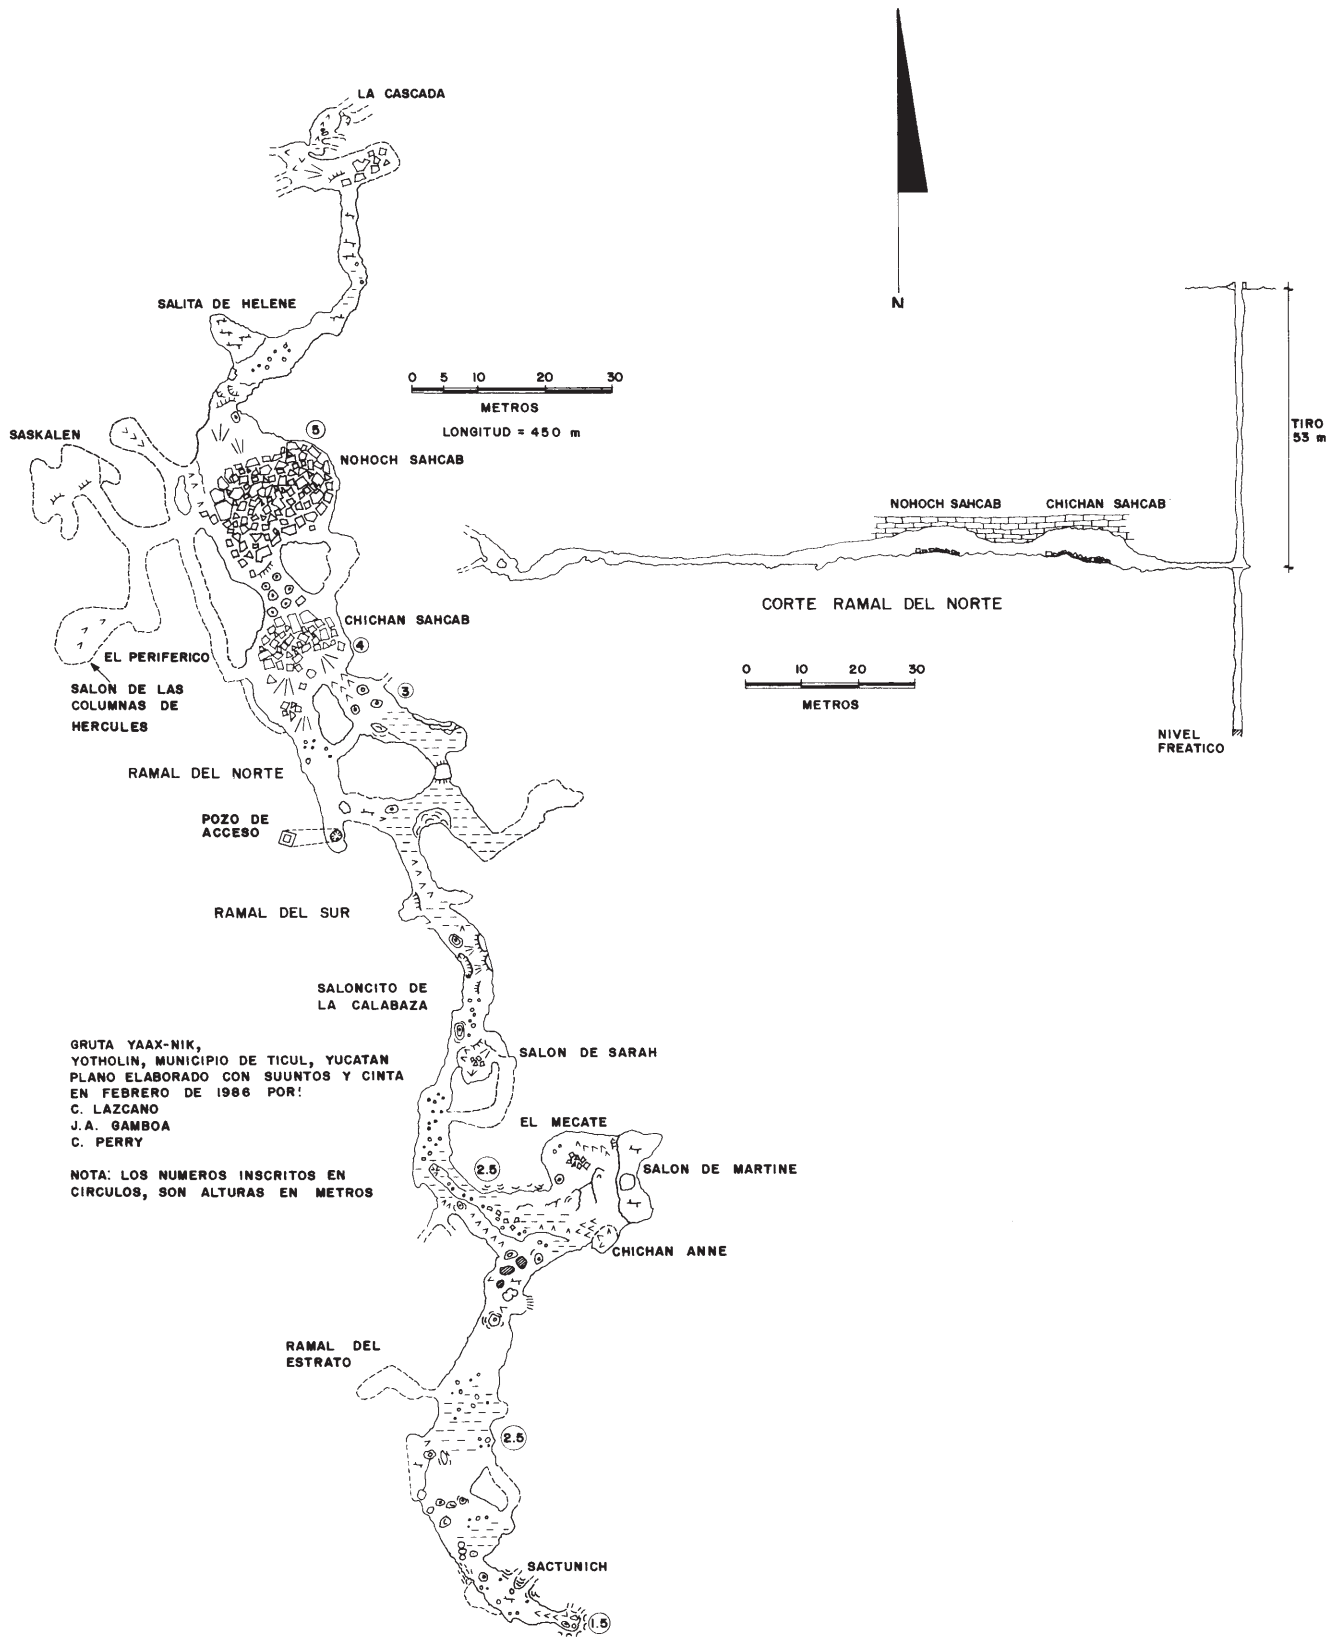 LA CASCADA
SALITA DE HELENE
N
0 5 10 20 30
METROS
LONGITUD = 450 m
TIRO
53 m
SASKALEN
5
NOHOCH SAHCAB
NOHOCH SAHCAB
CHICHAN SAHCAB
CORTE RAMAL DEL NORTE
0 10 20 30
METROS
NIVEL
FREATICO
CHICHAN SAHCAB
4
EL PERIFERICO
SALON DE LAS
COLUMNAS DE
HERCULES
3
RAMAL DEL NORTE
POZO DE
ACCESO
RAMAL DEL SUR
SALONCITO DE
LA CALABAZA
GRUTA YAAX-NIK,
YOTHOLIN, MUNICIPIO DE TICUL, YUCATAN
PLANO ELABORADO CON SUUNTOS Y CINTA
EN FEBRERO DE 1986 POR:
C. LAZCANO
J.A. GAMBOA
C. PERRY
NOTA: LOS NUMEROS INSCRITOS EN
CIRCULOS, SON ALTURAS EN METROS
SALON DE SARAH
EL MECATE
2.5
SALON DE MARTINE
CHICHAN ANNE
RAMAL DEL
ESTRATO
2.5
SACTUNICH
1.5